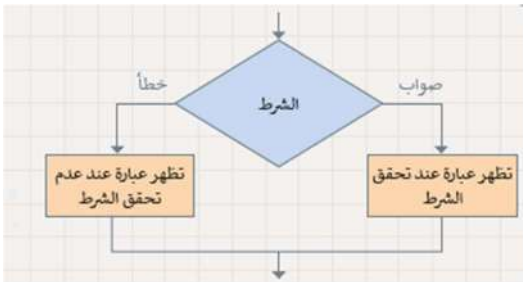 الشرط
صواب
خطأ
تظهر عبارة عند تحقق
الشرط
تظهر عبارة عند عدم
تحقق الشرط